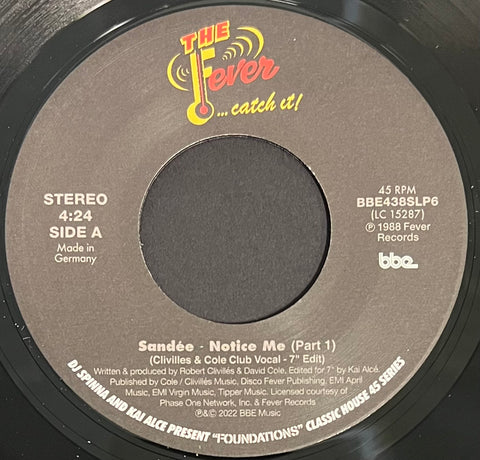 THE
Fever
...catch it!
STEREO
4:24
SIDE A
Made in
Germany
45 RPM
BBE438SLP6
(LC 15287)
℗ 1988 Fever
Records
bbe
Sandée - Notice Me (Part 1)
(Clivilles & Cole Club Vocal - 7" Edit)
Written & produced by Robert Clivillés & David Cole. Edited for 7" by Kai Alcé.
Published by Cole / Clivillés Music, Disco Fever Publishing, EMI April
Music, EMI Virgin Music, Tipper Music. Licensed courtesy of
Phase One Network, Inc. & Fever Records
℗&© 2022 BBE Music
DJ SPINNA AND KAI ALCE PRESENT "FOUNDATIONS" CLASSIC HOUSE 45 SERIES